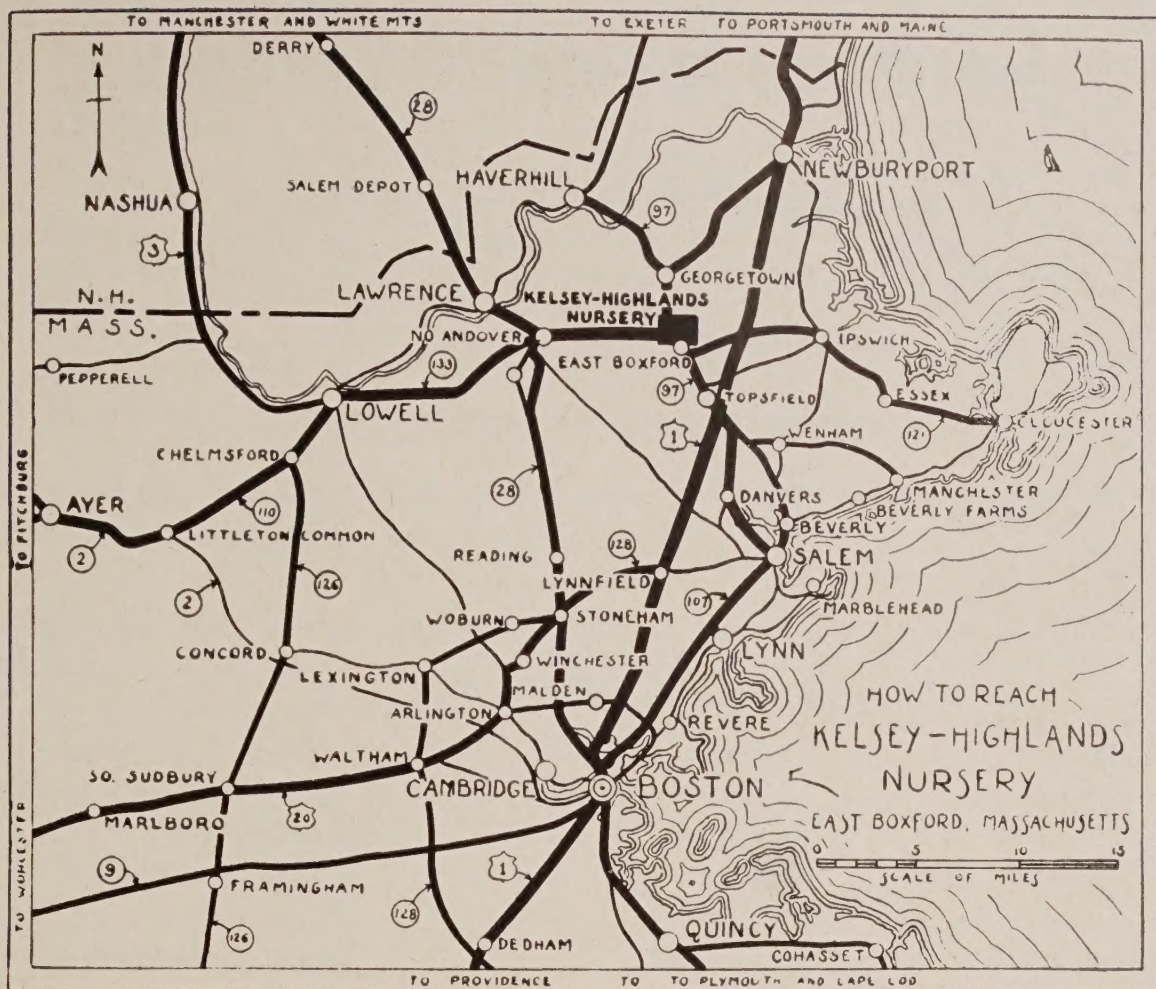 TO MANCHESTER AND WHITE MTS
TO EXETER
TO PORTSMOUTH AND MAINE
N
DERRY
28
NEWBURYPORT
SALEM DEPOT
HAVERHILL
NASHUA
97
3
GEORGETOWN
N.H.
LAWRENCE
KELSEY-HIGHLANDS
NURSERY
MASS.
NO ANDOVER
IPSWICH
EAST BOXFORD
PEPPERELL
133
97
LOWELL
TOPSFIELD
ESSEX
121
GLOUCESTER
1
WENHAM
CHELMSFORD
TO FITCHBURG
28
AYER
110
DANVERS
MANCHESTER
BEVERLY FARMS
BEVERLY
LITTLETON COMMON
2
READING
SALEM
126
128
LYNNFIELD
2
107
MARBLEHEAD
WOBURN
STONEHAM
CONCORD
LYNN
WINCHESTER
LEXINGTON
MALDEN
ARLINGTON
REVERE
HOW TO REACH
KELSEY-HIGHLANDS
NURSERY
EAST BOXFORD, MASSACHUSETTS
0 5 10 15
SCALE OF MILES
WALTHAM
SO. SUDBURY
CAMBRIDGE
BOSTON
TO WORCESTER
MARLBORO
20
9
1
FRAMINGHAM
128
126
DEDHAM
QUINCY
COHASSET
TO PROVIDENCE
TO
TO PLYMOUTH AND CAPE COD